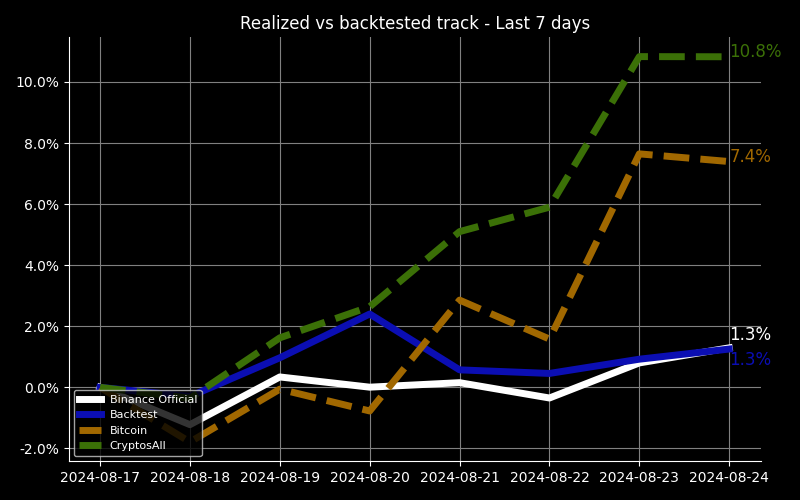 Realized vs backtested track - Last 7 days
10.8%
10.0%
8.0%
7.4%
6.0%
4.0%
2.0%
1.3%
1.3%
0.0%
Binance Official
Backtest
Bitcoin
CryptosAll
-2.0%
2024-08-17 2024-08-18 2024-08-19 2024-08-20 2024-08-21 2024-08-22 2024-08-23 2024-08-24